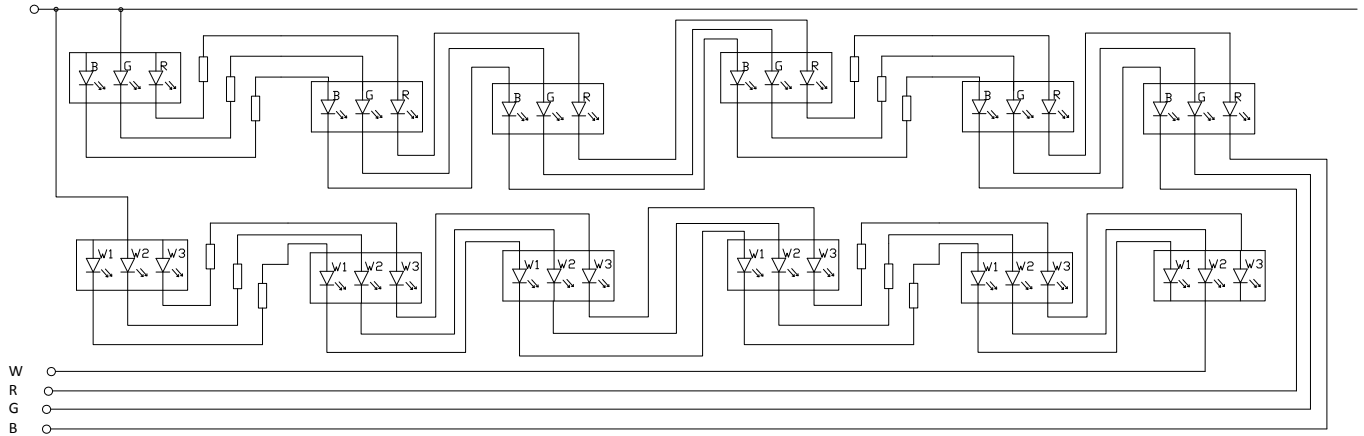 B G R B G R
B G R B G R B G R B G R
W1 W2 W3 W1 W2 W3
W1 W2 W3 W1 W2 W3 W1 W2 W3 W1 W2 W3
W
R
G
B